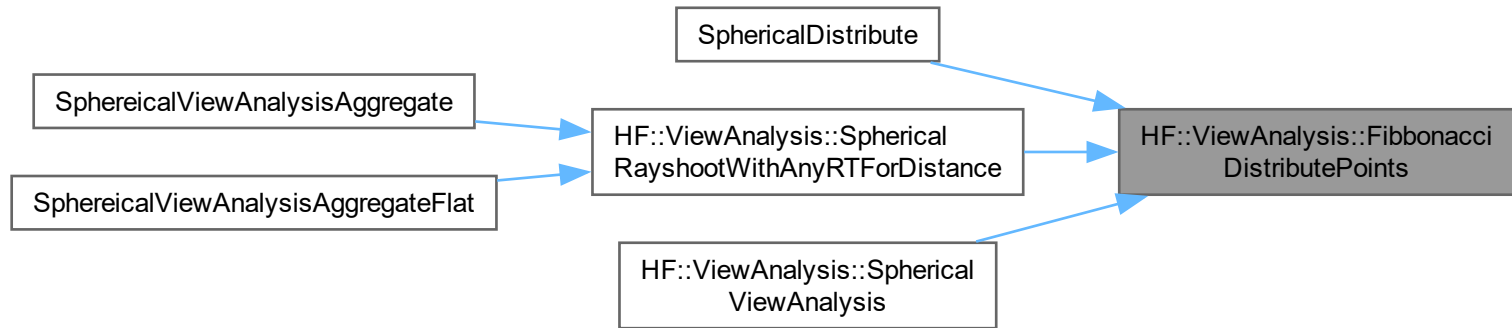 SphericalDistribute
SphereicalViewAnalysisAggregate
HF::ViewAnalysis::Spherical
RayshootWithAnyRTForDistance
HF::ViewAnalysis::Fibbonacci
DistributePoints
SphereicalViewAnalysisAggregateFlat
HF::ViewAnalysis::Spherical
ViewAnalysis